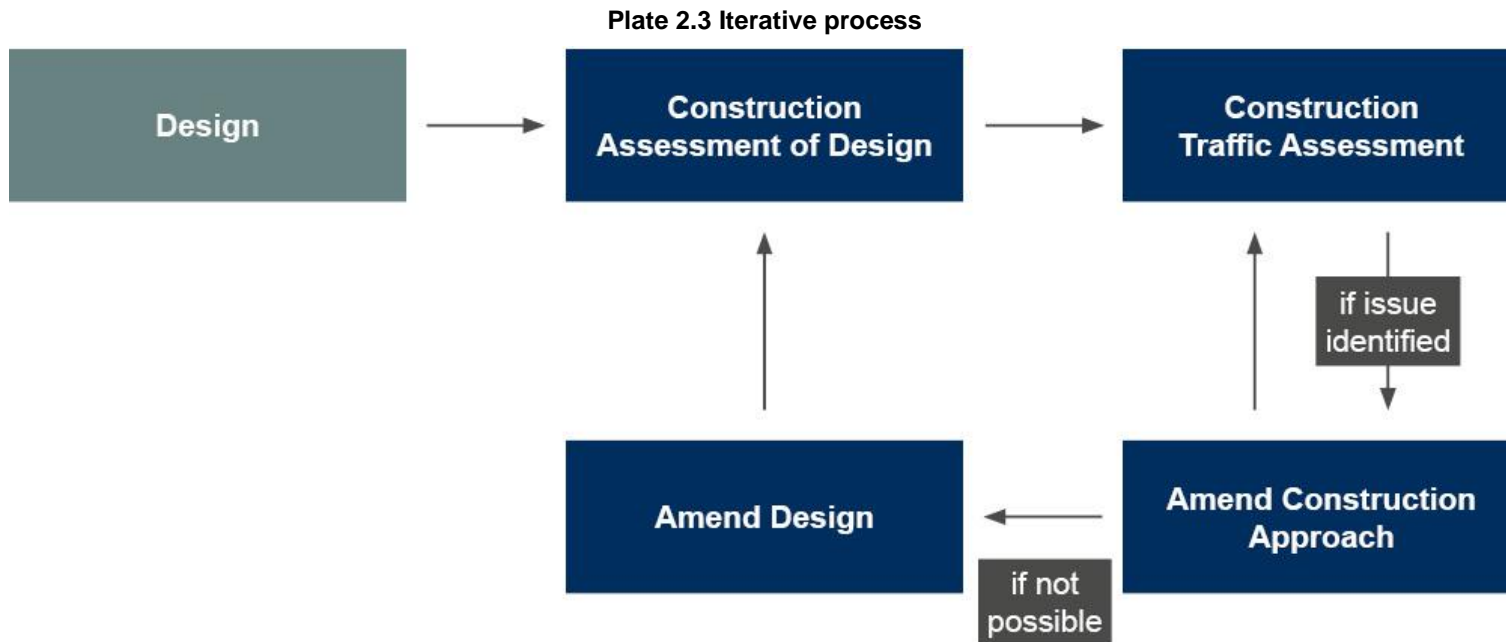 Plate 2.3 Iterative process
Design
Construction
Assessment of Design
Construction
Traffic Assessment
if issue
identified
Amend Design
if not
possible
Amend Construction
Approach